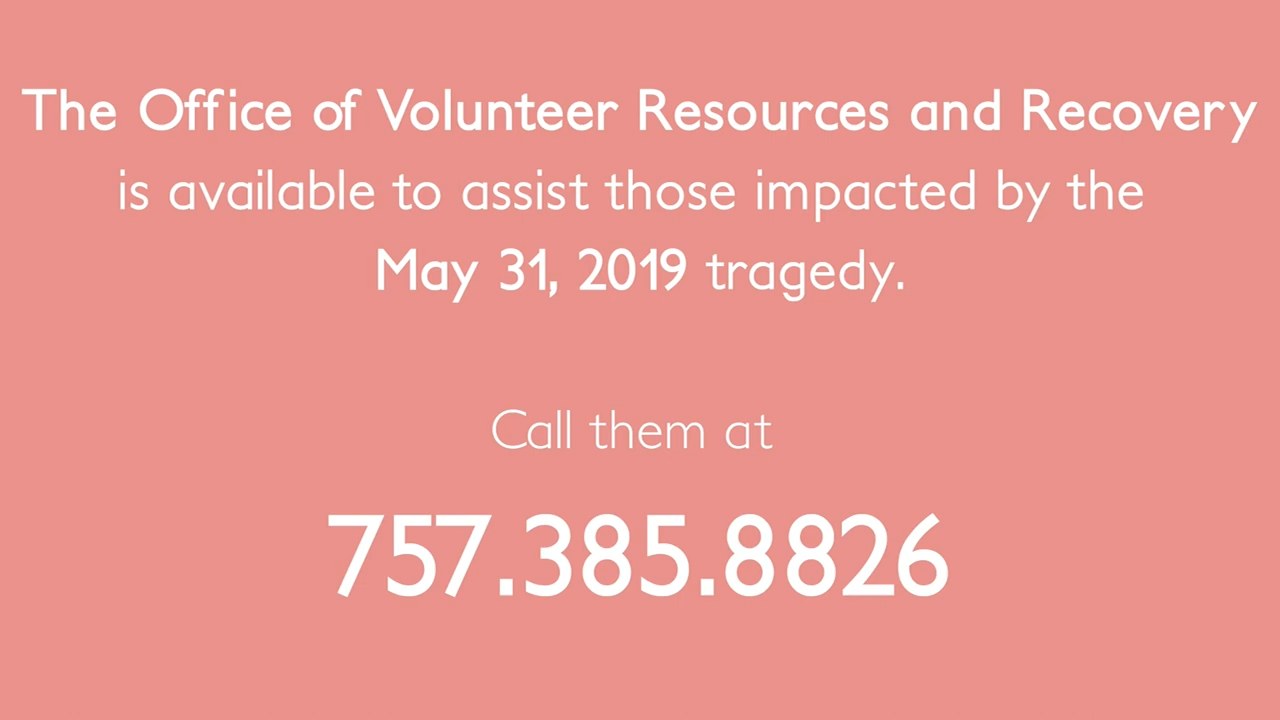 The Office of Volunteer Resources and Recovery
is available to assist those impacted by the
May 31, 2019 tragedy.
Call them at
757.385.8826